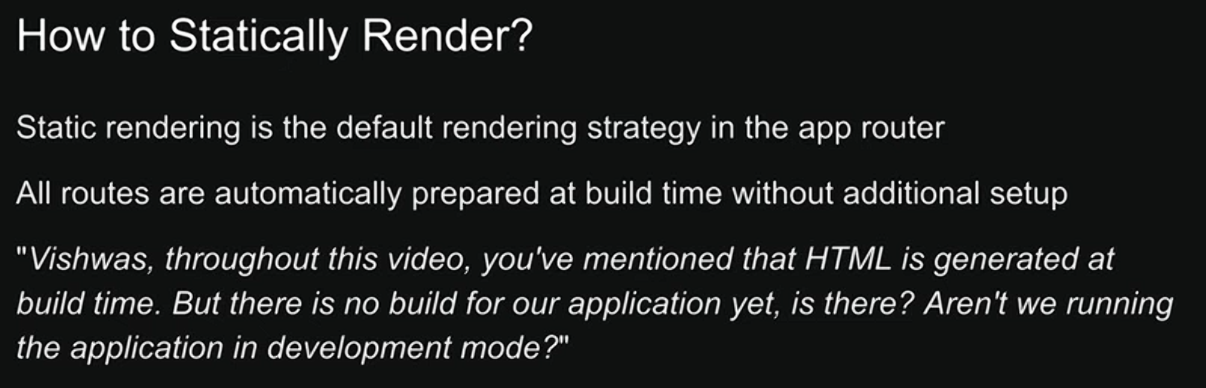 How to Statically Render?
Static rendering is the default rendering strategy in the app router
All routes are automatically prepared at build time without additional setup
"Vishwas, throughout this video, you've mentioned that HTML is generated at
build time. But there is no build for our application yet, is there? Aren't we running
the application in development mode?"